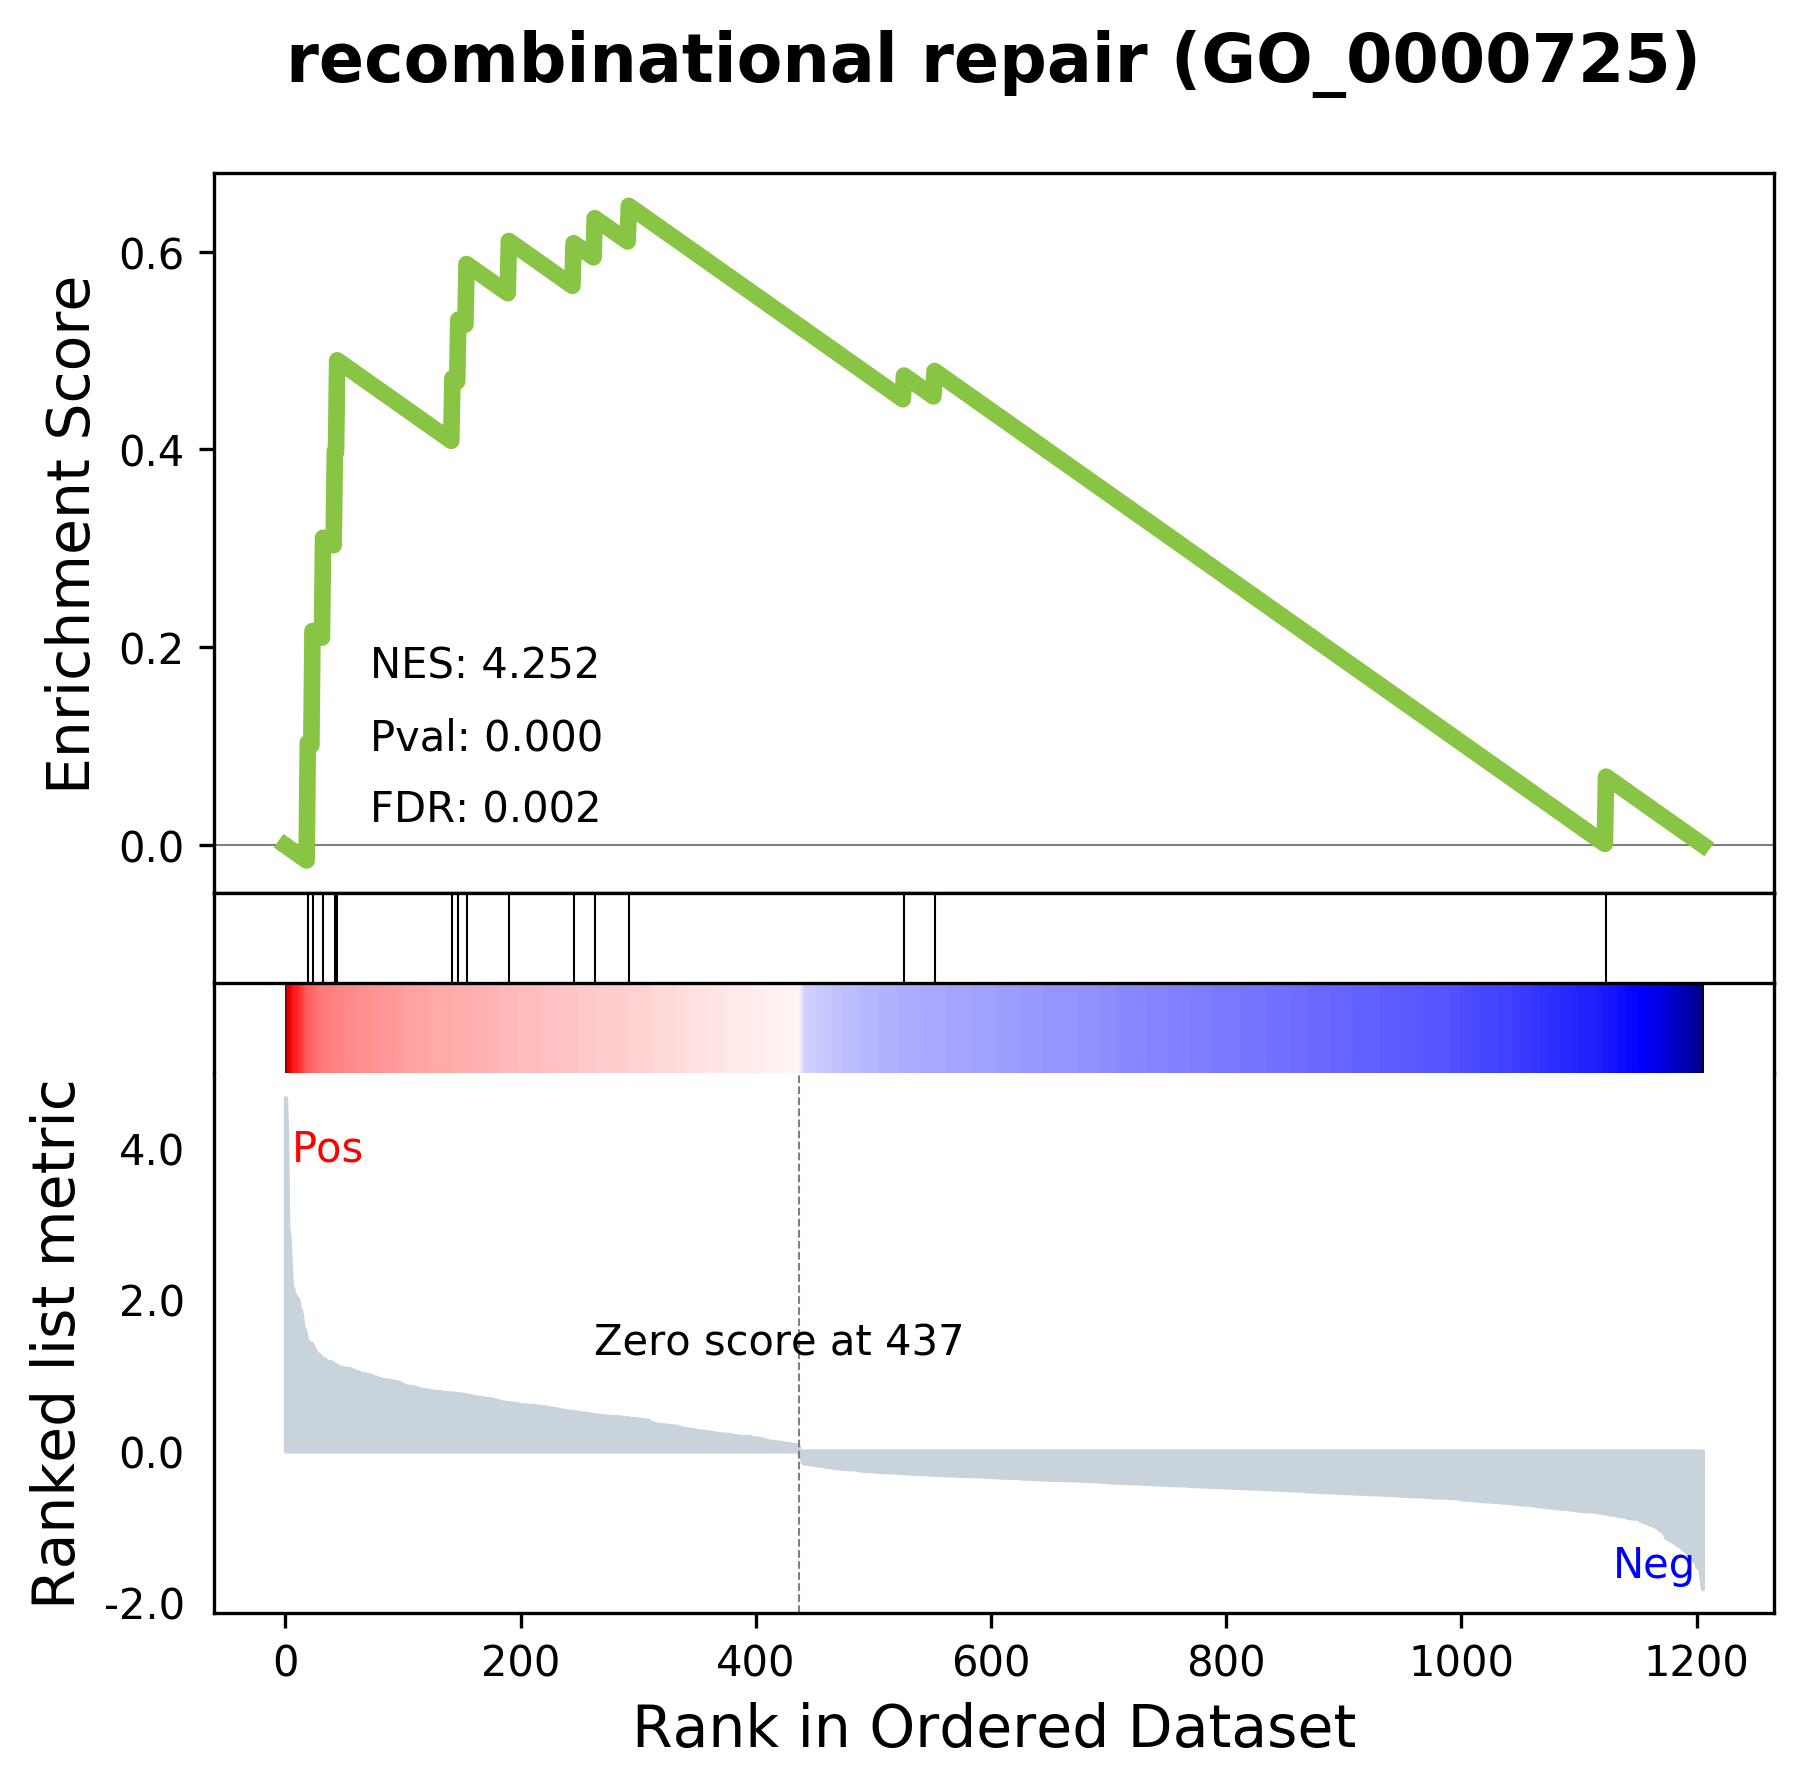 recombinational repair (GO_0000725)
Enrichment Score
0.6
0.4
0.2
0.0
NES: 4.252
Pval: 0.000
FDR: 0.002
Ranked list metric
4.0
2.0
0.0
-2.0
Pos
Zero score at 437
Neg
0 200 400 600 800 1000 1200
Rank in Ordered Dataset